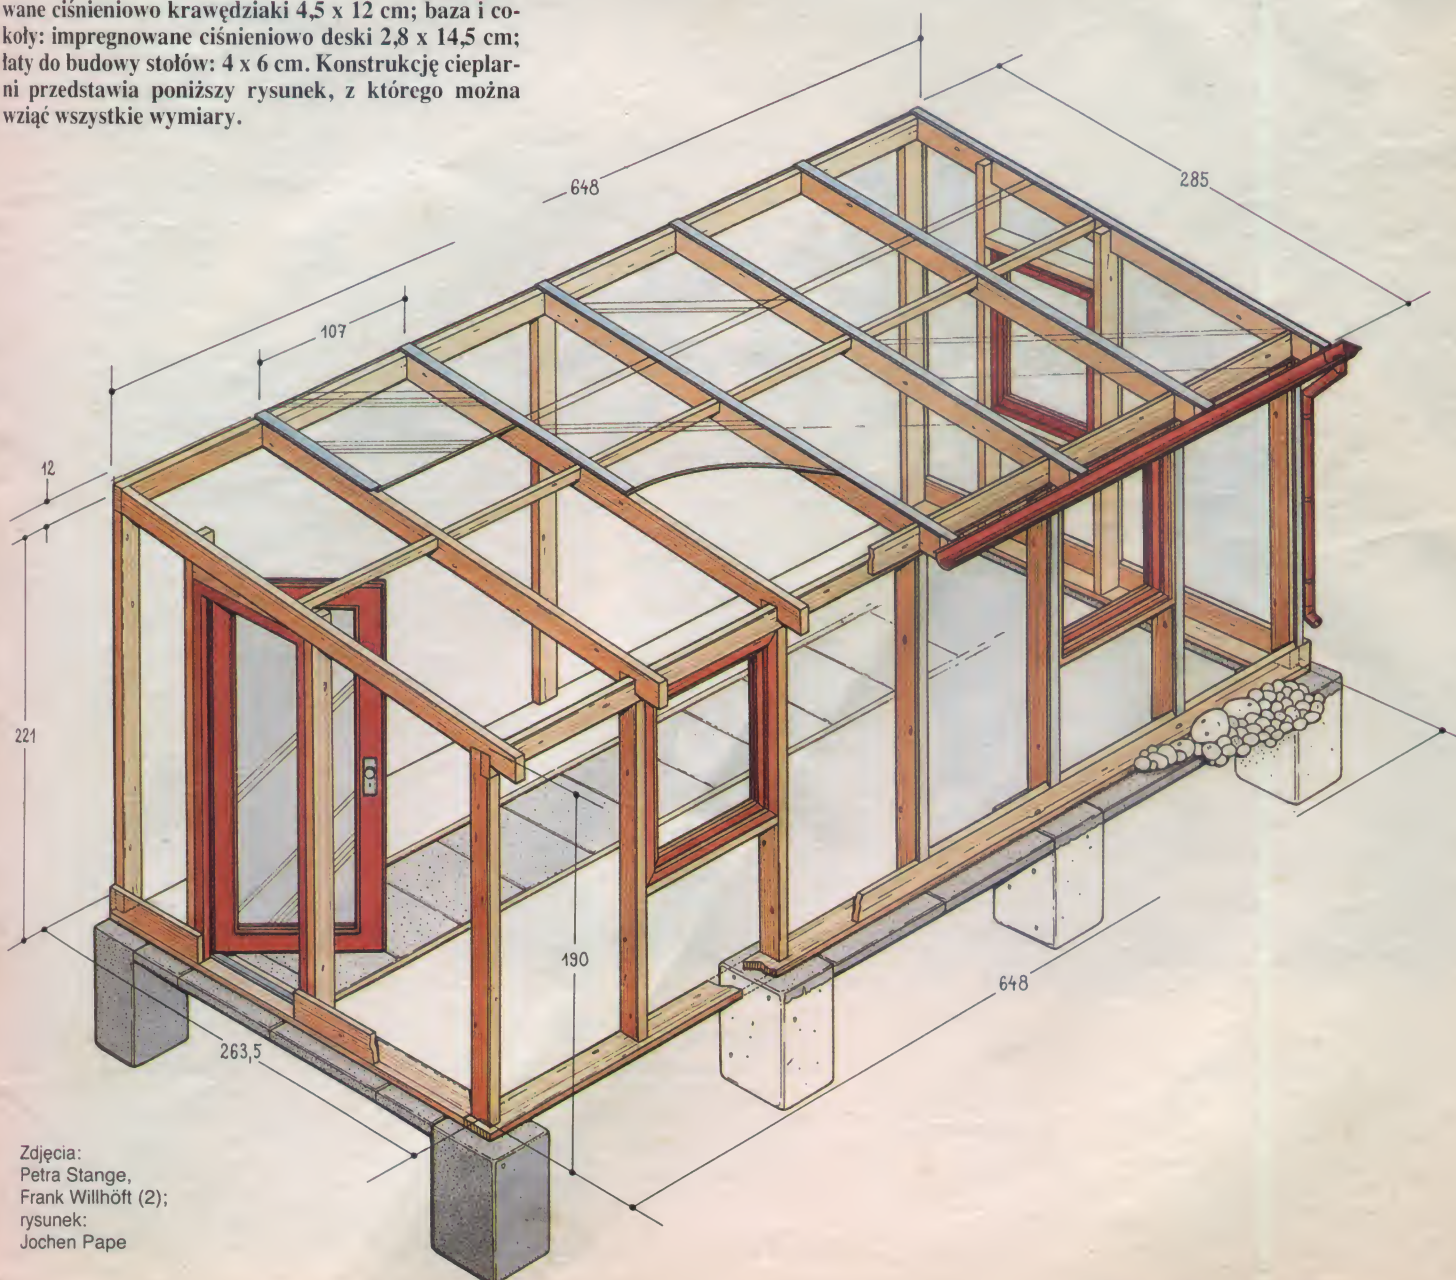 wane ciśnieniowo krawędziaki 4,5 x 12 cm; baza i co-
koły: impregnowane ciśnieniowo deski 2,8 x 14,5 cm;
łaty do budowy stołów: 4 x 6 cm. Konstrukcję cieplar-
ni przedstawia poniższy rysunek, z którego można
wziąć wszystkie wymiary.
648
285
107
12
221
190
648
263,5
Zdjęcia:
Petra Stange,
Frank Willhöft (2);
rysunek:
Jochen Pape